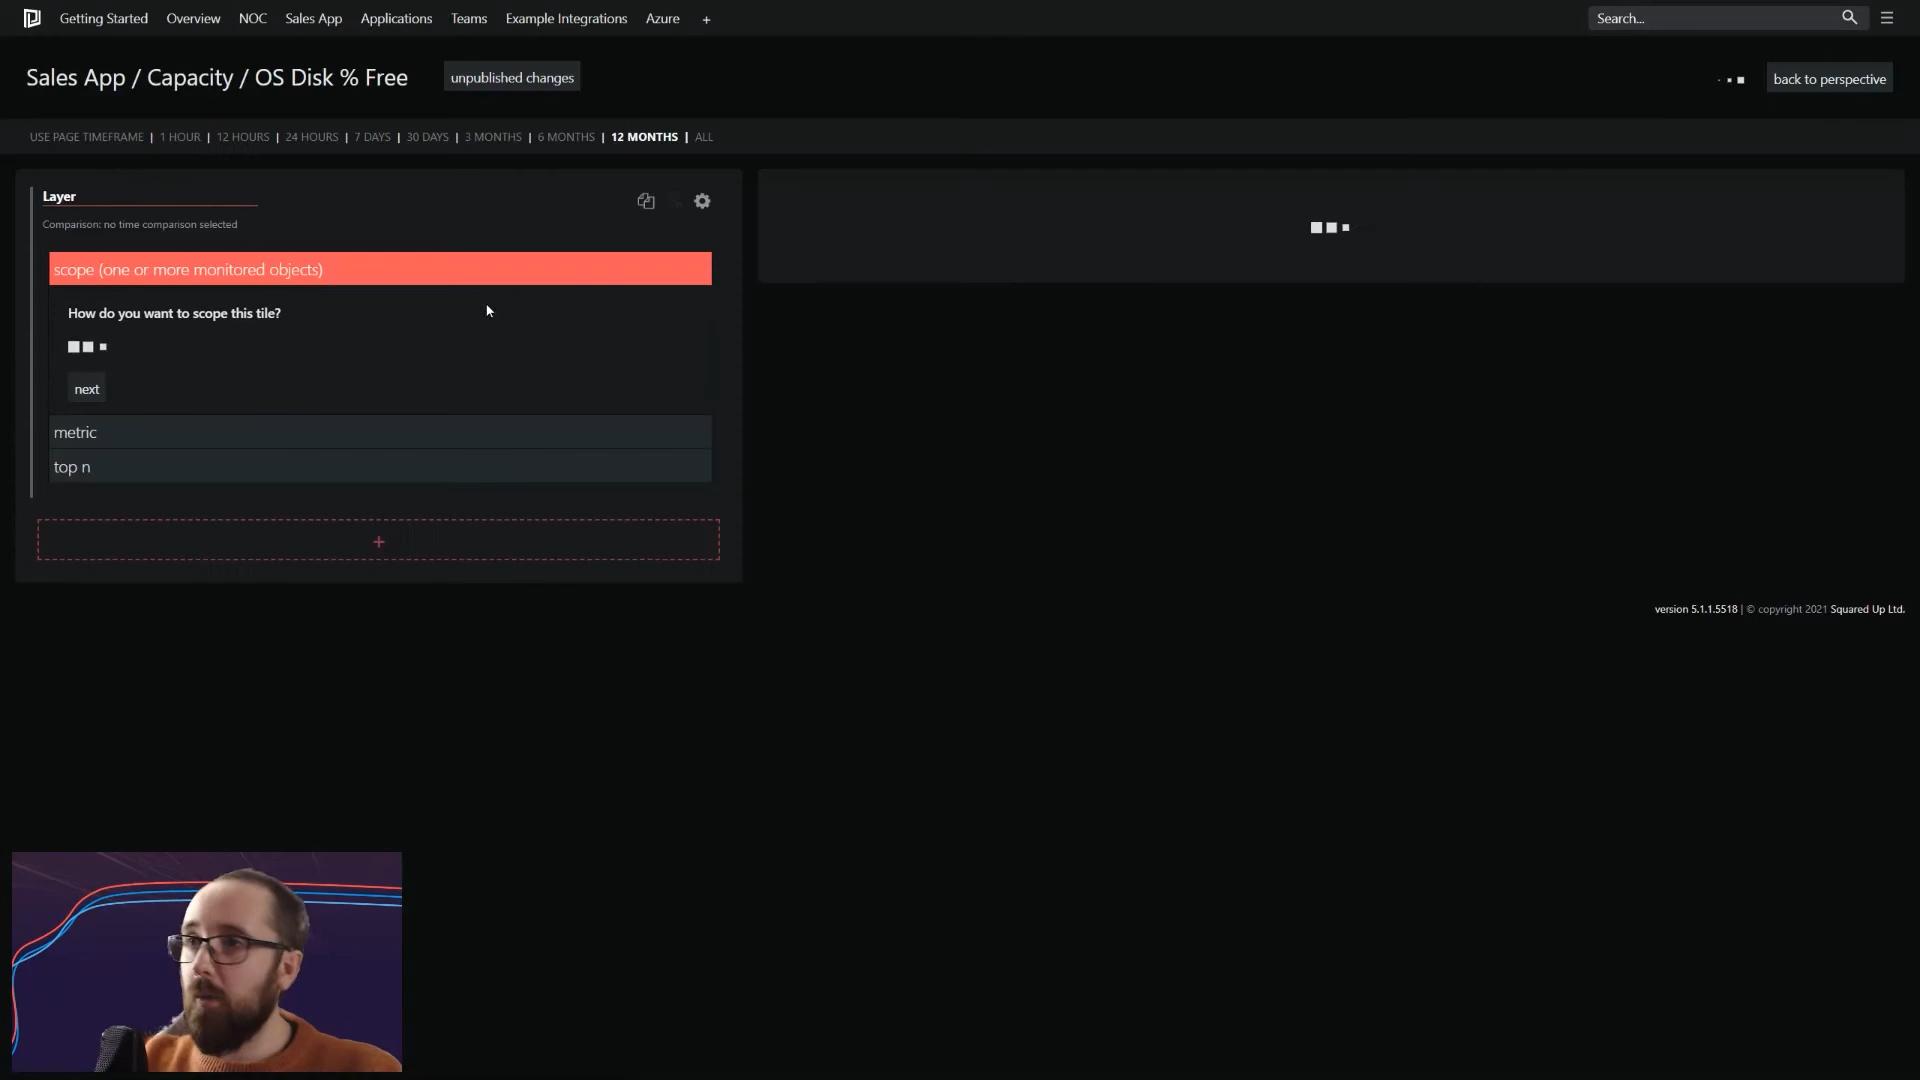 Getting Started Overview NOC Sales App Applications Teams Example Integrations Azure +
Search...
Sales App / Capacity / OS Disk % Free
unpublished changes
back to perspective
USE PAGE TIMEFRAME | 1 HOUR | 12 HOURS | 24 HOURS | 7 DAYS | 30 DAYS | 3 MONTHS | 6 MONTHS | 12 MONTHS | ALL
Layer
Comparison: no time comparison selected
scope (one or more monitored objects)
How do you want to scope this tile?
next
metric
top n
+
version 5.1.1.5518 | © copyright 2021 Squared Up Ltd.